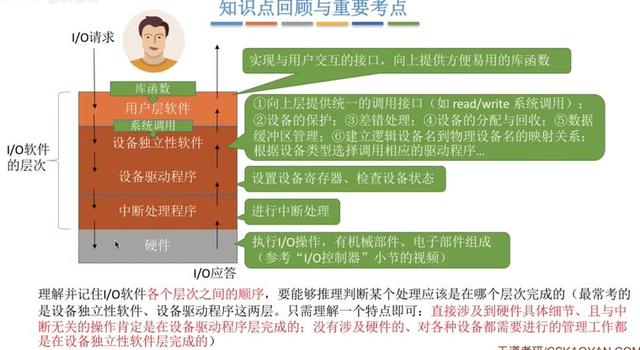 知识点回顾与重要考点
I/O请求
实现与用户交互的接口，向上提供方便易用的库函数
库函数
用户层软件
系统调用
①向上层提供统一的调用接口（如 read/write 系统调用）；
②设备的保护；③差错处理；④设备的分配与回收；⑤数据
缓冲区管理；⑥建立逻辑设备名到物理设备名的映射关系；
根据设备类型选择调用相应的驱动程序...
设备独立性软件
I/O软件
的层次
设备驱动程序
设置设备寄存器、检查设备状态
中断处理程序
进行中断处理
硬件
执行I/O操作，有机械部件、电子部件组成
（参考“I/O控制器”小节的视频）
I/O应答
理解并记住I/O软件各个层次之间的顺序，要能够推理判断某个处理应该是在哪个层次完成的（最常考的
是设备独立性软件、设备驱动程序这两层。只需理解一个特点即可：直接涉及到硬件具体细节、且与中
断无关的操作肯定是在设备驱动程序层完成的；没有涉及硬件的、对各种设备都需要进行的管理工作都
是在设备独立性软件层完成的）